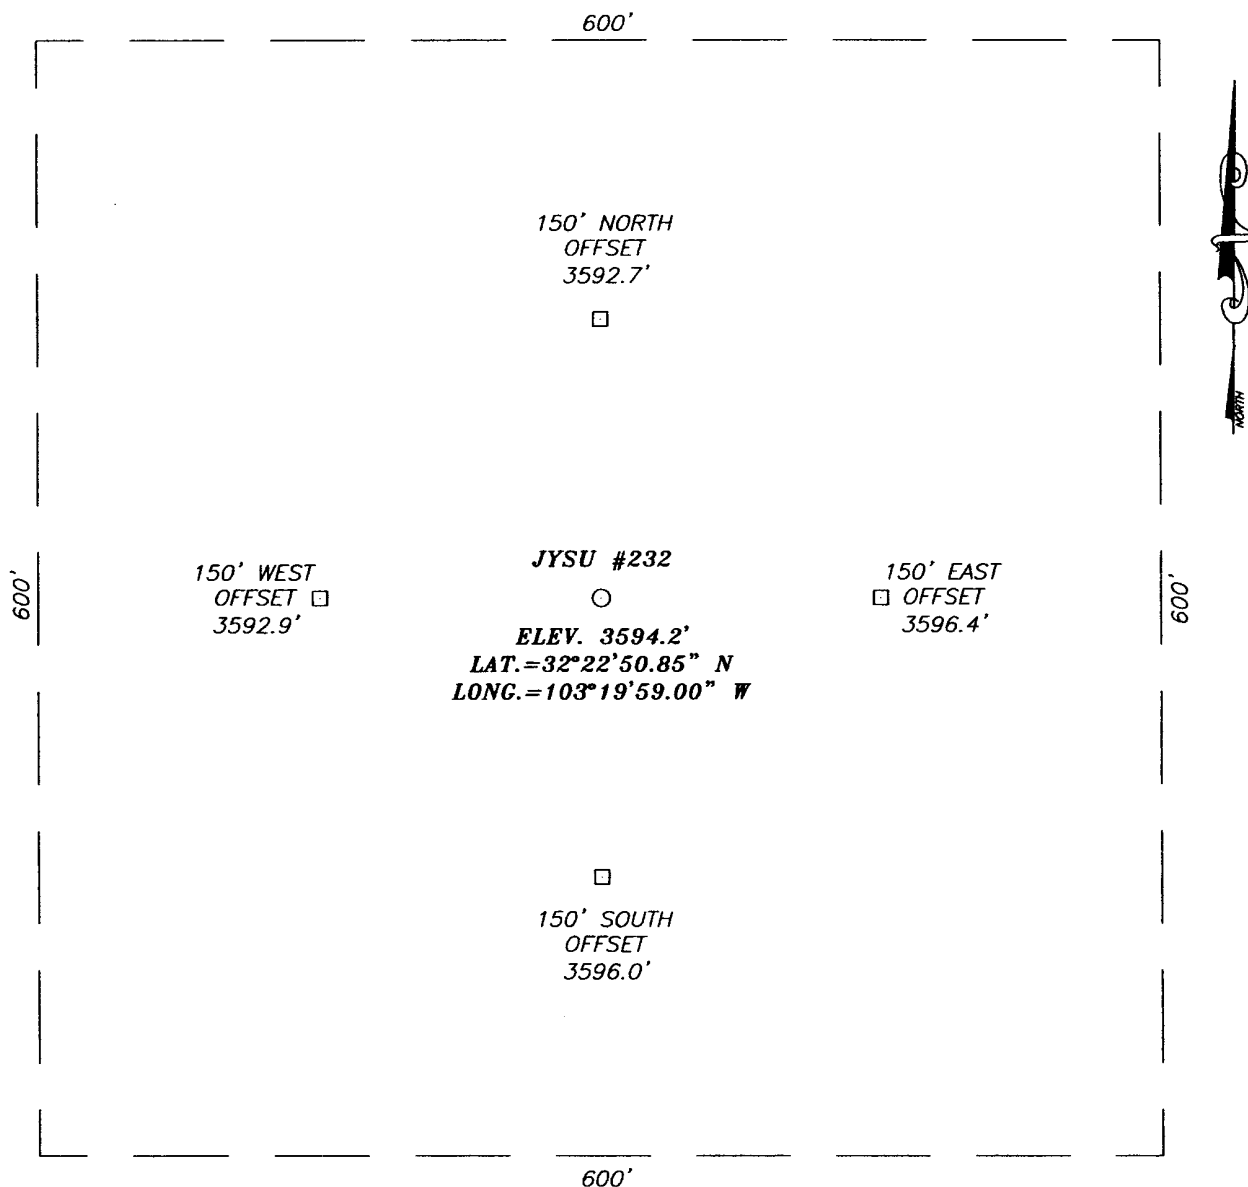 600'
150' NORTH
OFFSET
3592.7'
NORTH
JYSU #232
150' WEST
OFFSET
3592.9'
150' EAST
OFFSET
3596.4'
600'
600'
ELEV. 3594.2'
LAT.=32°22'50.85" N
LONG.=103°19'59.00" W
150' SOUTH
OFFSET
3596.0'
600'